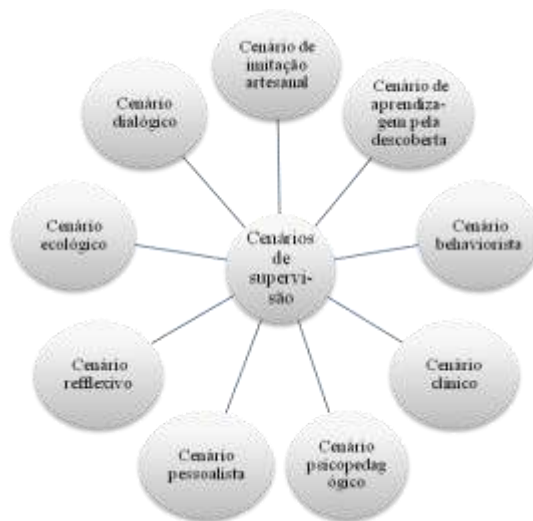 Cenário de
imitação
artesanal
Cenário de
aprendiza-
gem pela
descoberta
Cenário
behaviorista
Cenário
clínico
Cenário
psicopedag
ógico
Cenário
pessoalista
Cenário
refflexivo
Cenário
ecológico
Cenário
dialógico
Cenários
de
supervi-
são